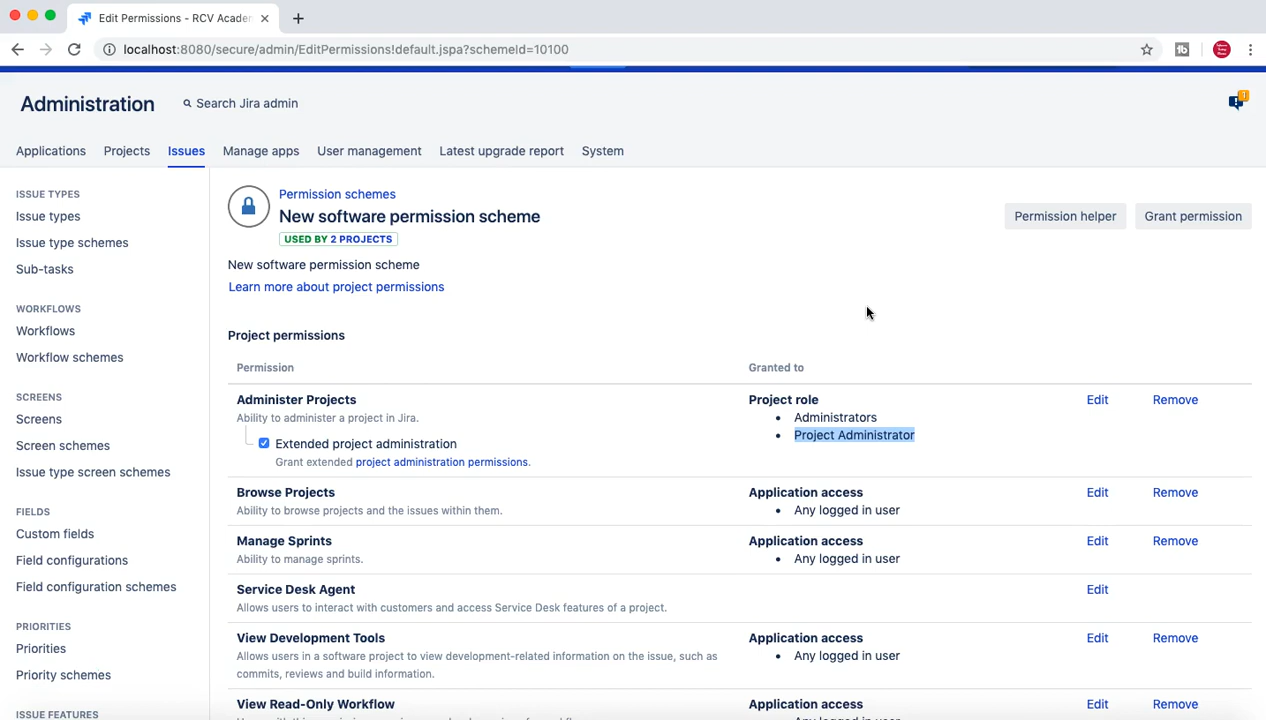 Edit Permissions - RCV Acade
localhost:8080/secure/admin/EditPermissions!default.jspa?schemeId=10100
Administration
Search Jira admin
Applications Projects Issues Manage apps User management Latest upgrade report System
ISSUE TYPES
Issue types
Issue type schemes
Sub-tasks
WORKFLOWS
Workflows
Workflow schemes
SCREENS
Screens
Screen schemes
Issue type screen schemes
FIELDS
Custom fields
Field configurations
Field configuration schemes
PRIORITIES
Priorities
Priority schemes
ISSUE FEATURES
Permission schemes
New software permission scheme
USED BY 2 PROJECTS
Permission helper Grant permission
New software permission scheme
Learn more about project permissions
Project permissions
Permission Granted to
Administer Projects Project role Edit Remove
Ability to administer a project in Jira. Administrators
Project Administrator
Extended project administration
Grant extended project administration permissions.
Browse Projects Application access Edit Remove
Ability to browse projects and the issues within them. Any logged in user
Manage Sprints Application access Edit Remove
Ability to manage sprints. Any logged in user
Service Desk Agent Edit
Allows users to interact with customers and access Service Desk features of a project.
View Development Tools Application access Edit Remove
Allows users in a software project to view development-related information on the issue, such as Any logged in user
commits, reviews and build information.
View Read-Only Workflow Application access Edit Remove